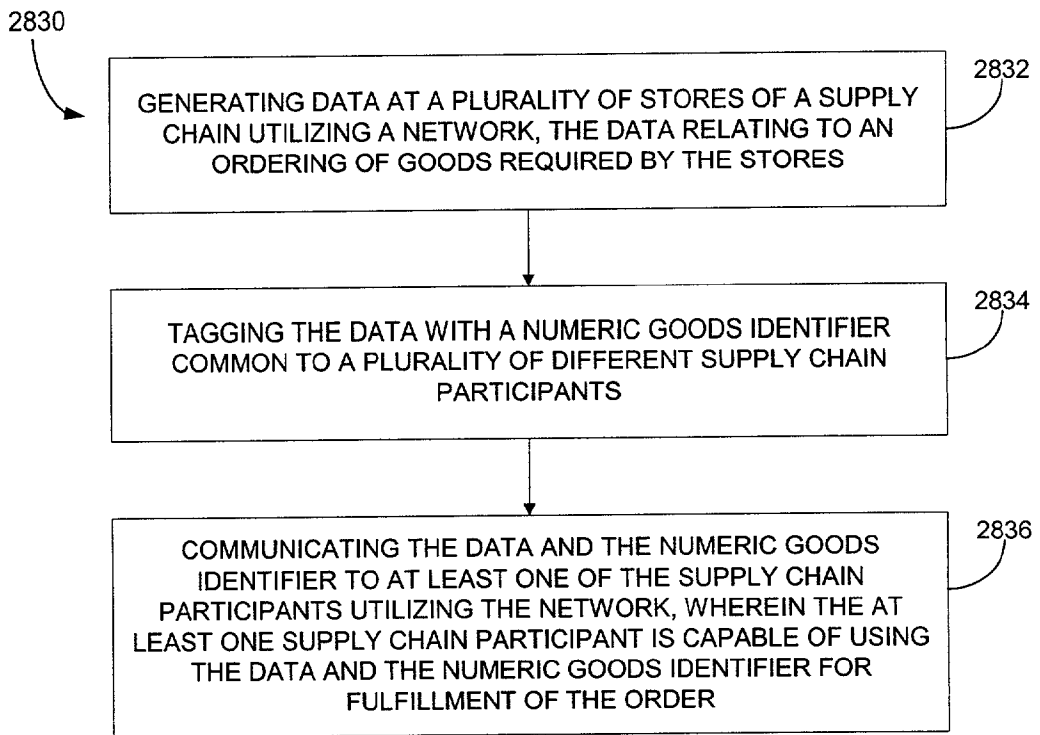 2830
2832
GENERATING DATA AT A PLURALITY OF STORES OF A SUPPLY
CHAIN UTILIZING A NETWORK, THE DATA RELATING TO AN
ORDERING OF GOODS REQUIRED BY THE STORES
2834
TAGGING THE DATA WITH A NUMERIC GOODS IDENTIFIER
COMMON TO A PLURALITY OF DIFFERENT SUPPLY CHAIN
PARTICIPANTS
2836
COMMUNICATING THE DATA AND THE NUMERIC GOODS
IDENTIFIER TO AT LEAST ONE OF THE SUPPLY CHAIN
PARTICIPANTS UTILIZING THE NETWORK, WHEREIN THE AT
LEAST ONE SUPPLY CHAIN PARTICIPANT IS CAPABLE OF USING
THE DATA AND THE NUMERIC GOODS IDENTIFIER FOR
FULFILLMENT OF THE ORDER